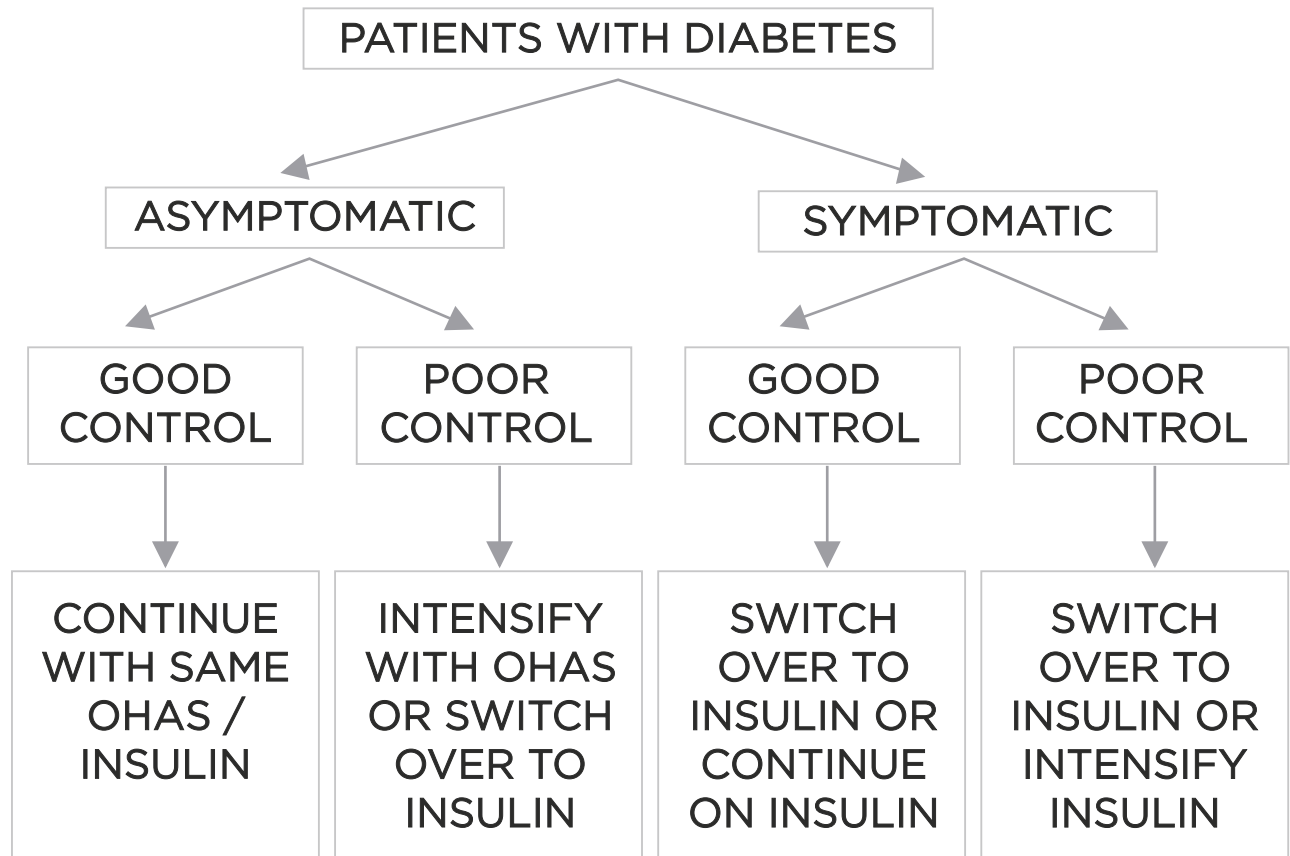 PATIENTS WITH DIABETES
ASYMPTOMATIC
SYMPTOMATIC
GOOD
CONTROL
POOR
CONTROL
GOOD
CONTROL
POOR
CONTROL
CONTINUE
WITH SAME
OHAS /
INSULIN
INTENSIFY
WITH OHAS
OR SWITCH
OVER TO
INSULIN
SWITCH
OVER TO
INSULIN OR
CONTINUE
ON INSULIN
SWITCH
OVER TO
INSULIN OR
INTENSIFY
INSULIN